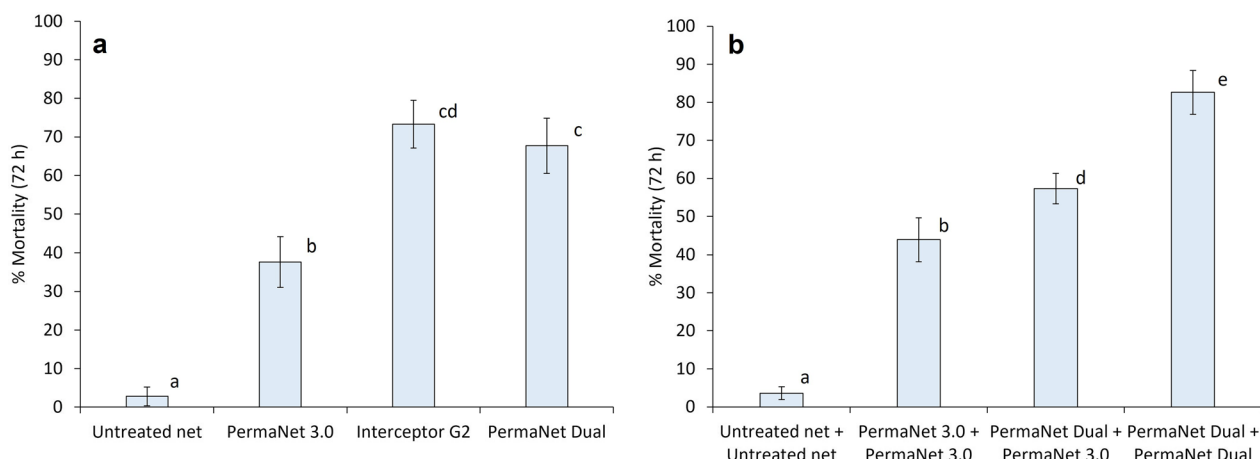 a
% Mortality (72 h)
100
90
80
70
60
50
40
30
20
10
0
a
b
cd
c
Untreated net
PermaNet 3.0
Interceptor G2
PermaNet Dual
b
% Mortality (72 h)
100
90
80
70
60
50
40
30
20
10
0
a
b
d
e
Untreated net +
Untreated net
PermaNet 3.0 +
PermaNet 3.0
PermaNet Dual +
PermaNet 3.0
PermaNet Dual +
PermaNet Dual